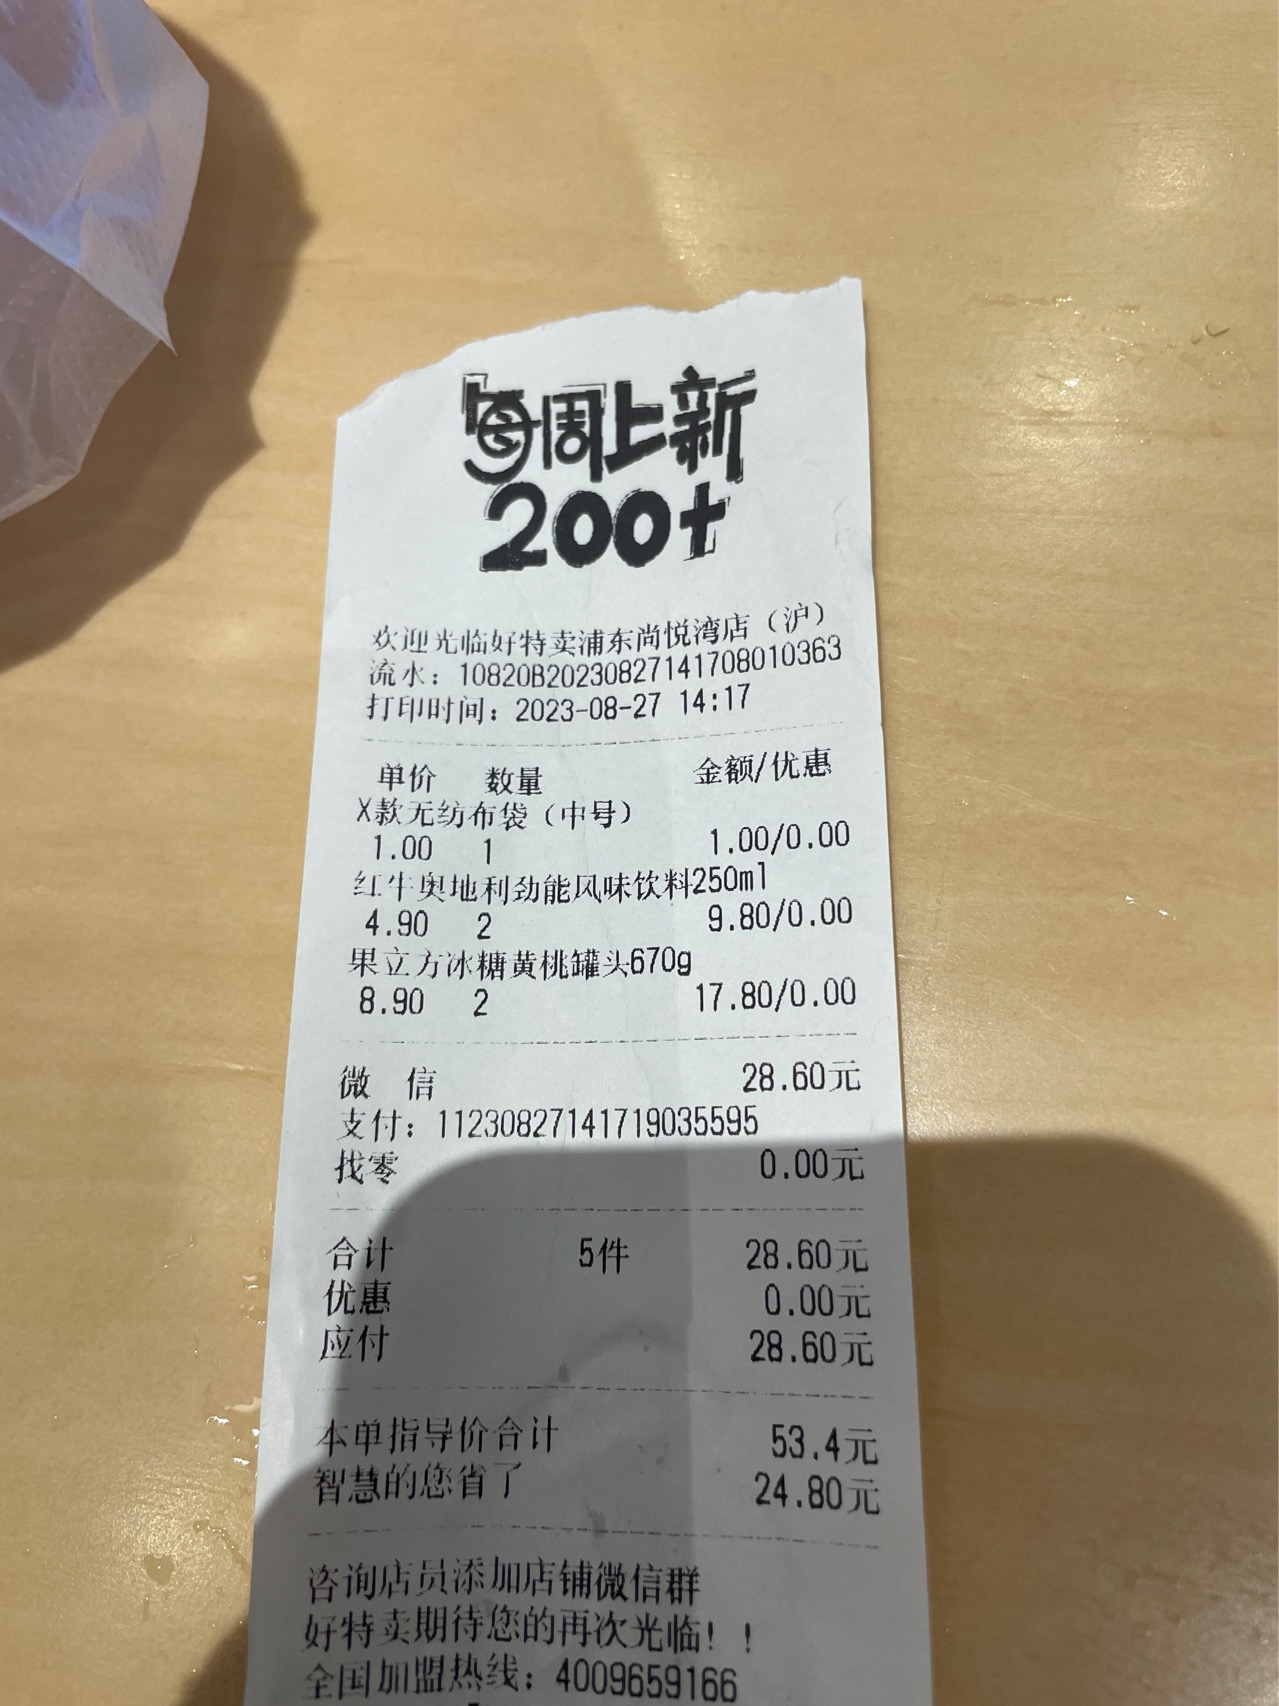 每周上新
200+
欢迎光临好特卖浦东尚悦湾店（沪）
流水：10820B20230827141708010363
打印时间：2023-08-27 14:17
单价 数量 金额/优惠
X款无纺布袋（中号）
1.00 1 1.00/0.00
红牛奥地利劲能风味饮料250ml
4.90 2 9.80/0.00
果立方冰糖黄桃罐头670g
8.90 2 17.80/0.00
微 信 28.60元
支付：11230827141719035595
找零 0.00元
合计 5件 28.60元
优惠 0.00元
应付 28.60元
本单指导价合计 53.4元
智慧的您省了 24.80元
咨询店员添加店铺微信群
好特卖期待您的再次光临！！
全国加盟热线：4009659166